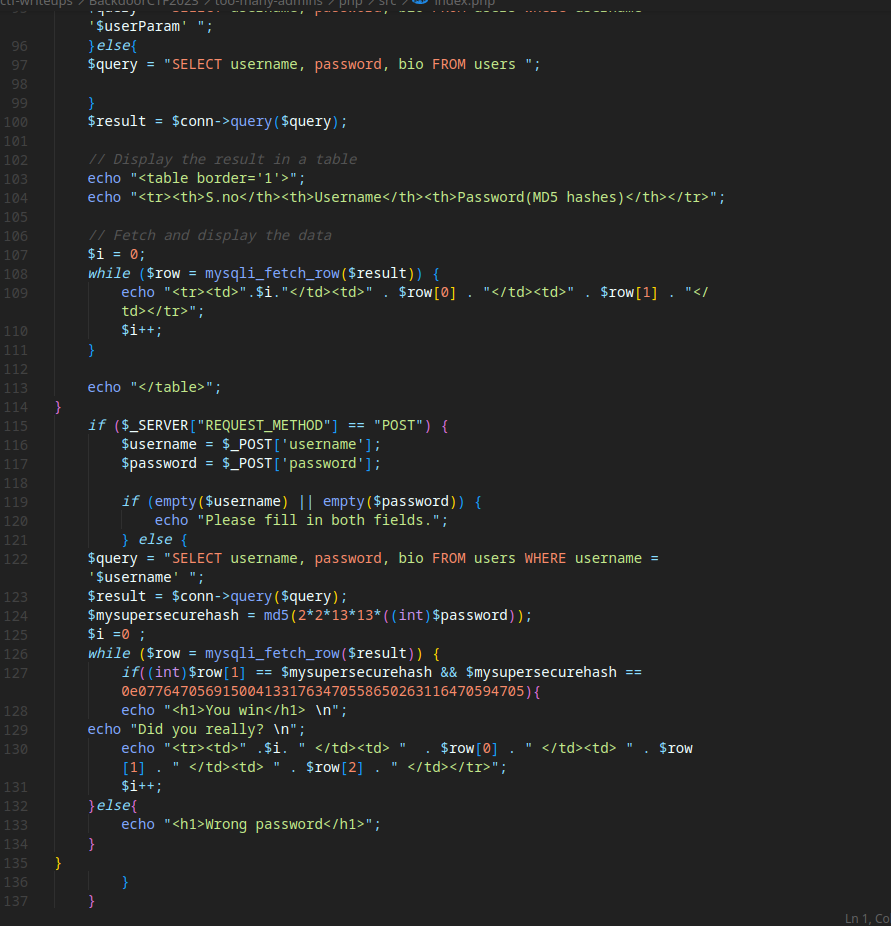 ctf-writeups > BackdoorCTF2023 > too-many-admins > php > src > index.php
'$userParam' ";
96 }else{
97 $query = "SELECT username, password, bio FROM users ";
98
99 }
100 $result = $conn->query($query);
101
102 // Display the result in a table
103 echo "<table border='1'>";
104 echo "<tr><th>S.no</th><th>Username</th><th>Password(MD5 hashes)</th></tr>";
105
106 // Fetch and display the data
107 $i = 0;
108 while ($row = mysqli_fetch_row($result)) {
109 echo "<tr><td>".$i."</td><td>" . $row[0] . "</td><td>" . $row[1] . "</
td></tr>";
110 $i++;
111 }
112
113 echo "</table>";
114 }
115 if ($_SERVER["REQUEST_METHOD"] == "POST") {
116 $username = $_POST['username'];
117 $password = $_POST['password'];
118
119 if (empty($username) || empty($password)) {
120 echo "Please fill in both fields.";
121 } else {
122 $query = "SELECT username, password, bio FROM users WHERE username =
'$username' ";
123 $result = $conn->query($query);
124 $mysupersecurehash = md5(2*2*13*13*((int)$password));
125 $i =0 ;
126 while ($row = mysqli_fetch_row($result)) {
127 if((int)$row[1] == $mysupersecurehash && $mysupersecurehash ==
0e0776470569150041331763470558650263116470594705){
128 echo "<h1>You win</h1> \n";
129 echo "Did you really? \n";
130 echo "<tr><td>" .$i. " </td><td> " . $row[0] . " </td><td> " . $row
[1] . " </td><td> " . $row[2] . " </td></tr>";
131 $i++;
132 }else{
133 echo "<h1>Wrong password</h1>";
134 }
135 }
136 }
137 }
Ln 1, Co